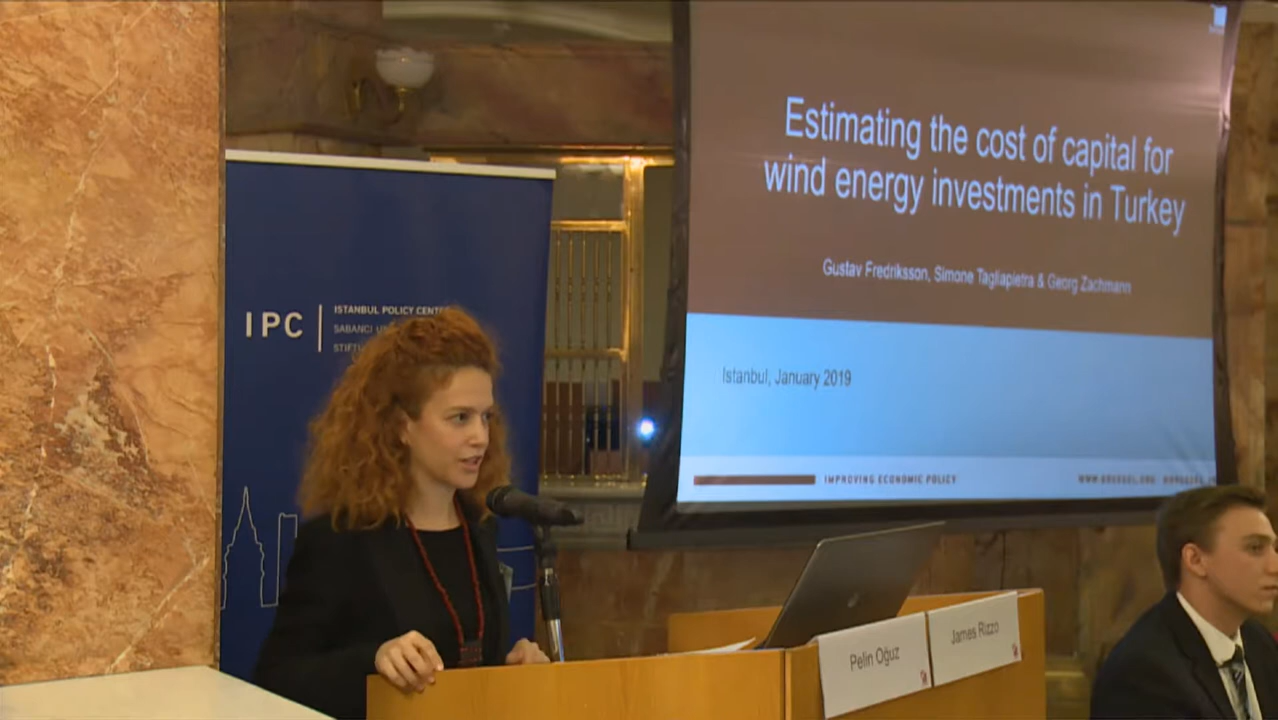 Estimating the cost of capital for
wind energy investments in Turkey
Gustav Fredriksson, Simone Tagliapietra & Georg Zachmann
Istanbul, January 2019
IMPROVING ECONOMIC POLICY
IPC
ISTANBUL POLICY
SABANCI
Pelin Oğuz
James Rizzo